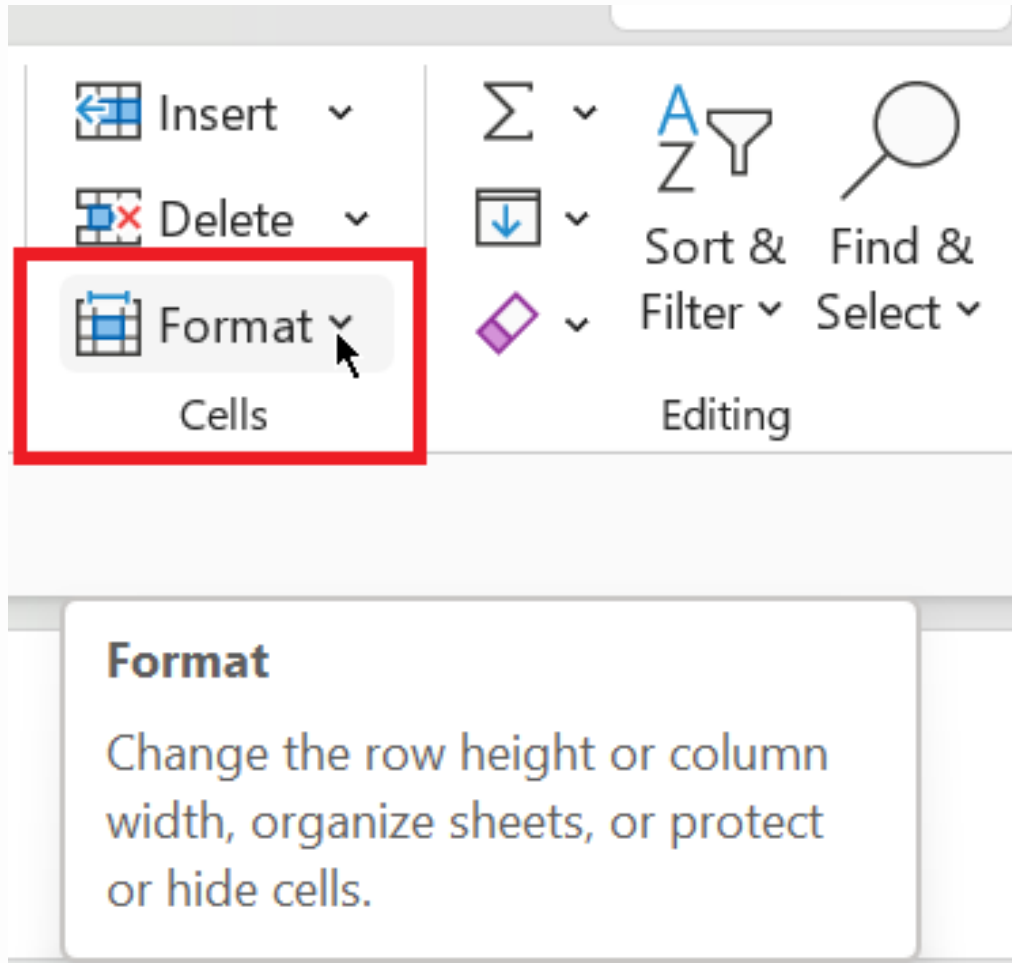 Insert
Delete
Format
Cells
Sort &
Filter
Find &
Select
Editing
Format
Change the row height or column
width, organize sheets, or protect
or hide cells.